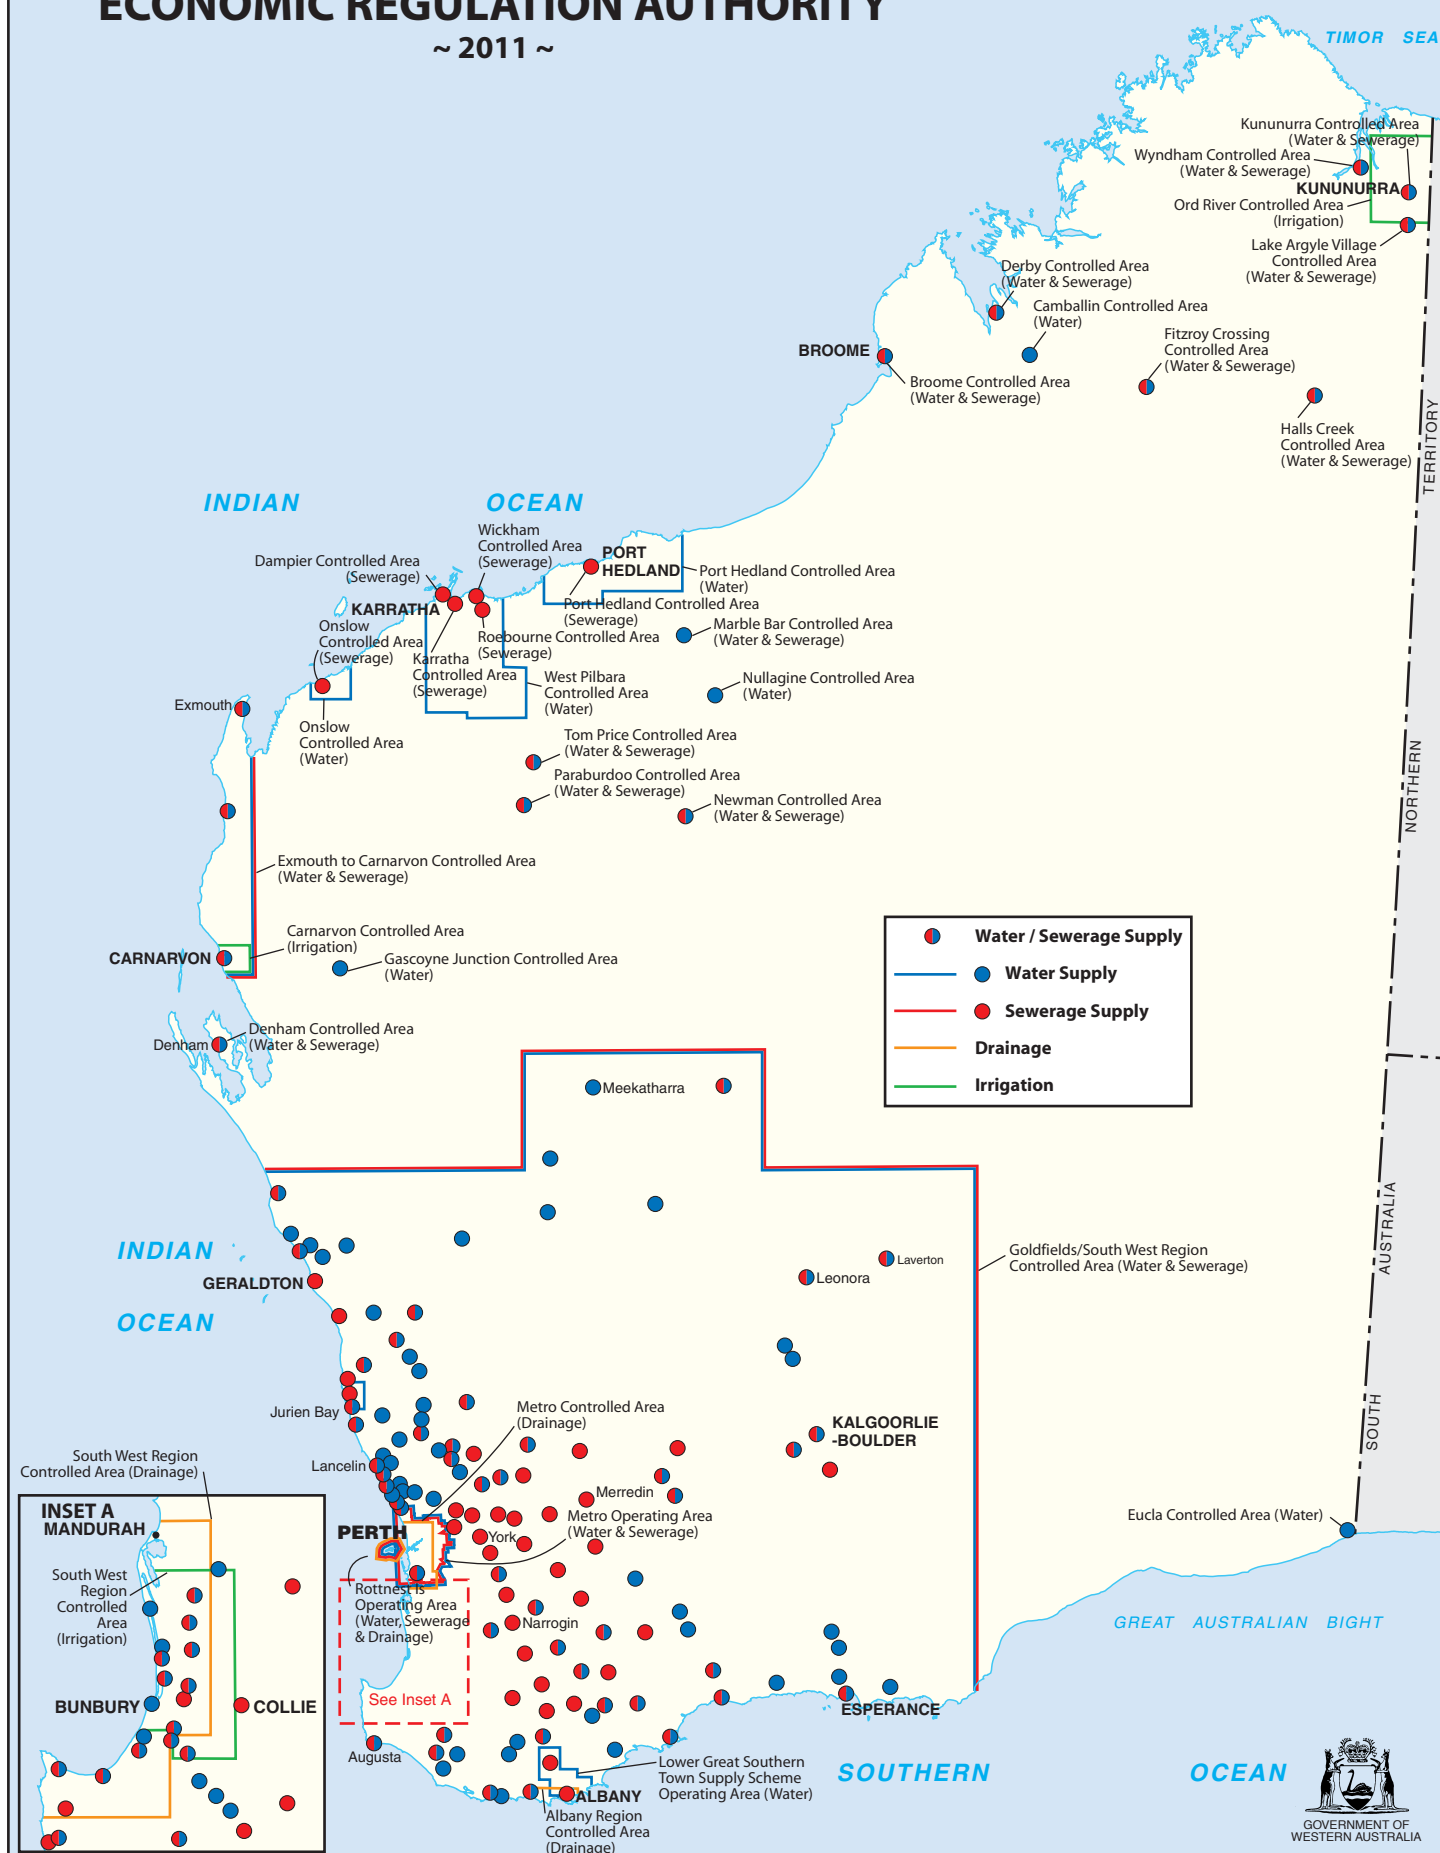 ECONOMIC REGULATION AUTHORITY
~ 2011 ~
TIMOR SEA
Kununurra Controlled Area
(Water & Sewerage)
Wyndham Controlled Area
(Water & Sewerage)
KUNUNURRA
Ord River Controlled Area
(Irrigation)
Lake Argyle Village
Controlled Area
(Water & Sewerage)
Derby Controlled Area
(Water & Sewerage)
Camballin Controlled Area
(Water)
Fitzroy Crossing
Controlled Area
(Water & Sewerage)
BROOME
Broome Controlled Area
(Water & Sewerage)
Halls Creek
Controlled Area
(Water & Sewerage)
NORTHERN TERRITORY
INDIAN OCEAN
Wickham
Controlled Area
(Sewerage)
Dampier Controlled Area
(Sewerage)
PORT
HEDLAND
Port Hedland Controlled Area
(Water)
KARRATHA
Port Hedland Controlled Area
(Sewerage)
Onslow
Controlled Area
(Sewerage)
Roebourne Controlled Area
(Sewerage)
Marble Bar Controlled Area
(Water & Sewerage)
Karratha
Controlled Area
(Sewerage)
West Pilbara
Controlled Area
(Water)
Nullagine Controlled Area
(Water)
Exmouth
Onslow
Controlled Area
(Water)
Tom Price Controlled Area
(Water & Sewerage)
Paraburdoo Controlled Area
(Water & Sewerage)
Newman Controlled Area
(Water & Sewerage)
Exmouth to Carnarvon Controlled Area
(Water & Sewerage)
Carnarvon Controlled Area
(Irrigation)
CARNARVON
Gascoyne Junction Controlled Area
(Water)
Water / Sewerage Supply
Water Supply
Sewerage Supply
Drainage
Irrigation
Denham Controlled Area
(Water & Sewerage)
Denham
Meekatharra
SOUTH AUSTRALIA
INDIAN
OCEAN
GERALDTON
Laverton
Leonora
Goldfields/South West Region
Controlled Area (Water & Sewerage)
Jurien Bay
Metro Controlled Area
(Drainage)
KALGOORLIE
-BOULDER
Lancelin
Merredin
Metro Operating Area
(Water & Sewerage)
PERTH
York
Eucla Controlled Area (Water)
Rottnest Is
Operating Area
(Water, Sewerage
& Drainage)
Narrogin
GREAT AUSTRALIAN BIGHT
See Inset A
ESPERANCE
Augusta
SOUTHERN OCEAN
Lower Great Southern
Town Supply Scheme
Operating Area (Water)
ALBANY
Albany Region
Controlled Area
(Drainage)
South West Region
Controlled Area (Drainage)
INSET A
MANDURAH
South West
Region
Controlled
Area
(Irrigation)
BUNBURY
COLLIE
GOVERNMENT OF
WESTERN AUSTRALIA